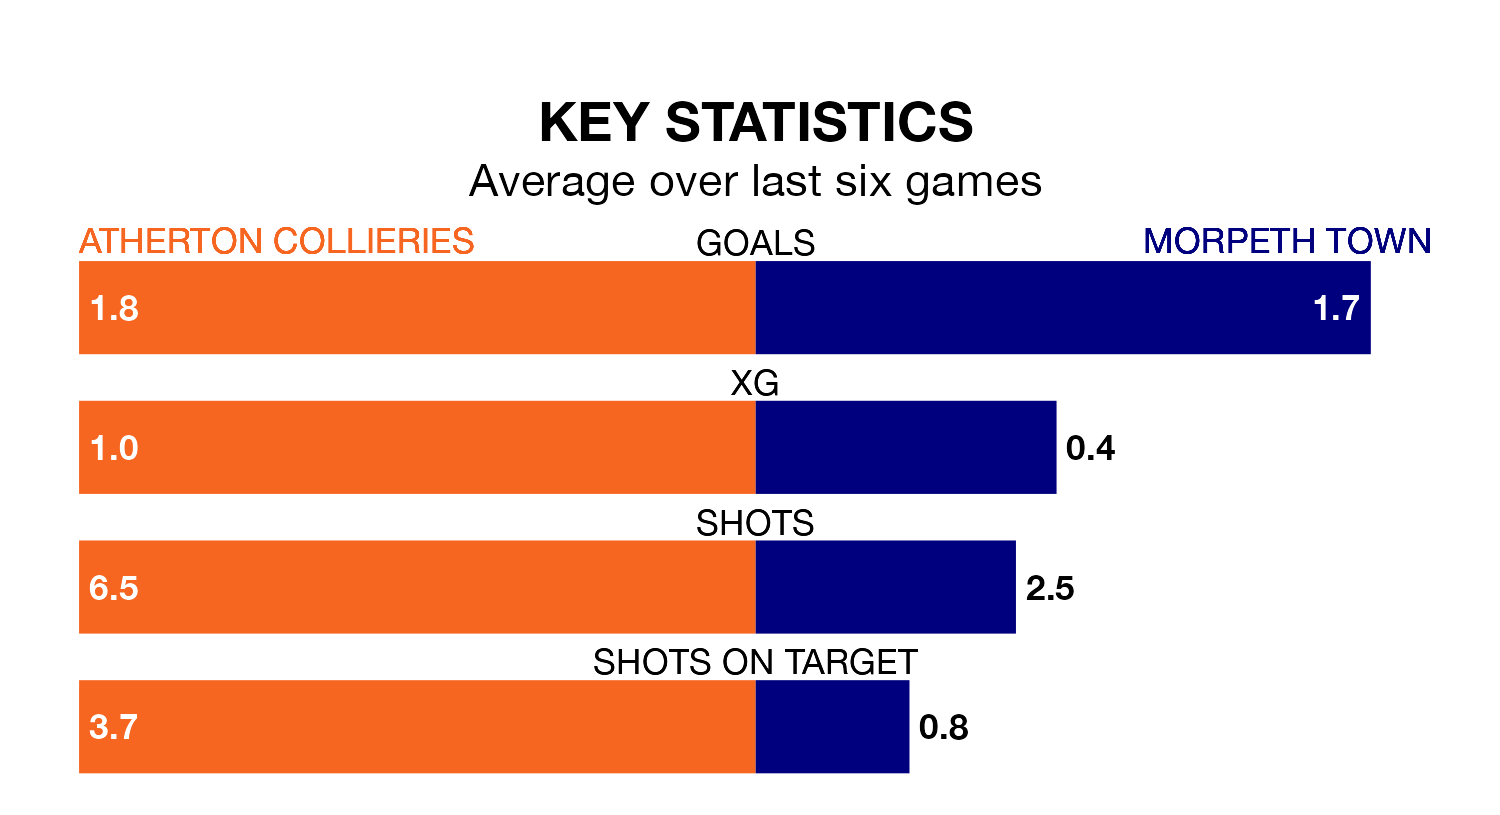 KEY STATISTICS
Average over last six games
ATHERTON COLLIERIES GOALS MORPETH TOWN
1.8 1.7
XG
1.0 0.4
SHOTS
6.5 2.5
SHOTS ON TARGET
3.7 0.8